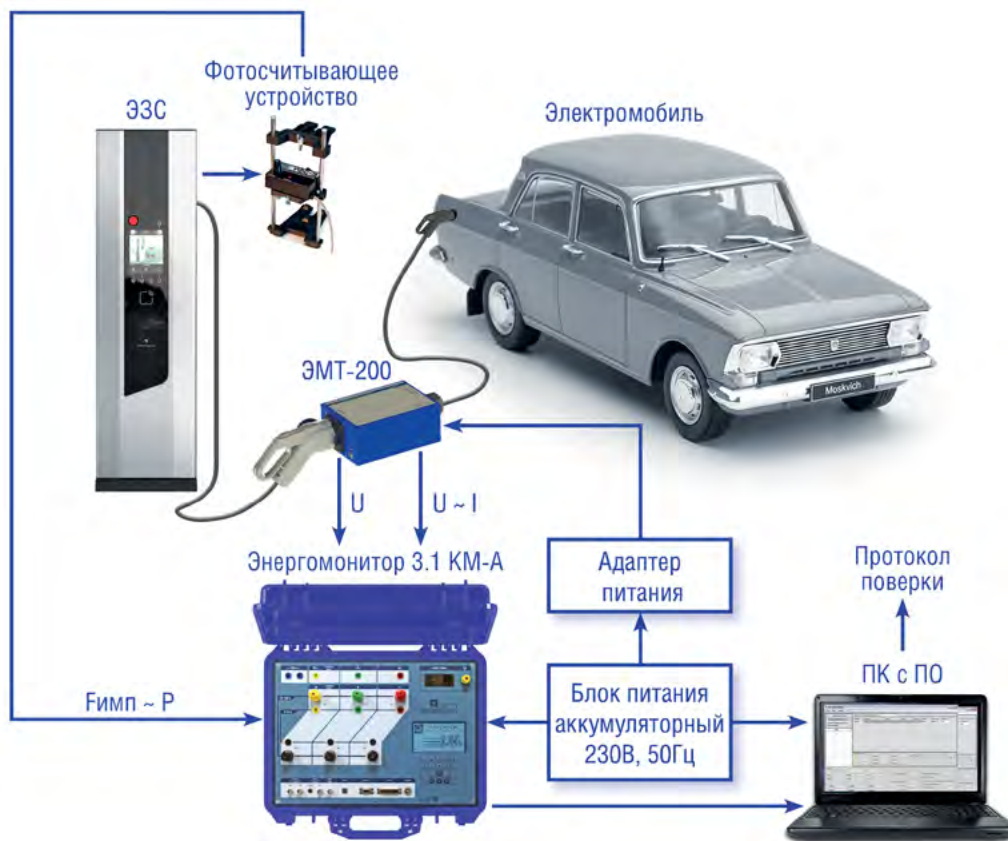 Фотосчитывающее
устройство
ЭЗС
Электромобиль
ЭМТ-200
Moskvich
U
U ~ I
Энергомонитор 3.1 КМ-А
Адаптер
питания
Протокол
поверки
Fимп ~ P
Блок питания
аккумуляторный
230В, 50Гц
ПК с ПО